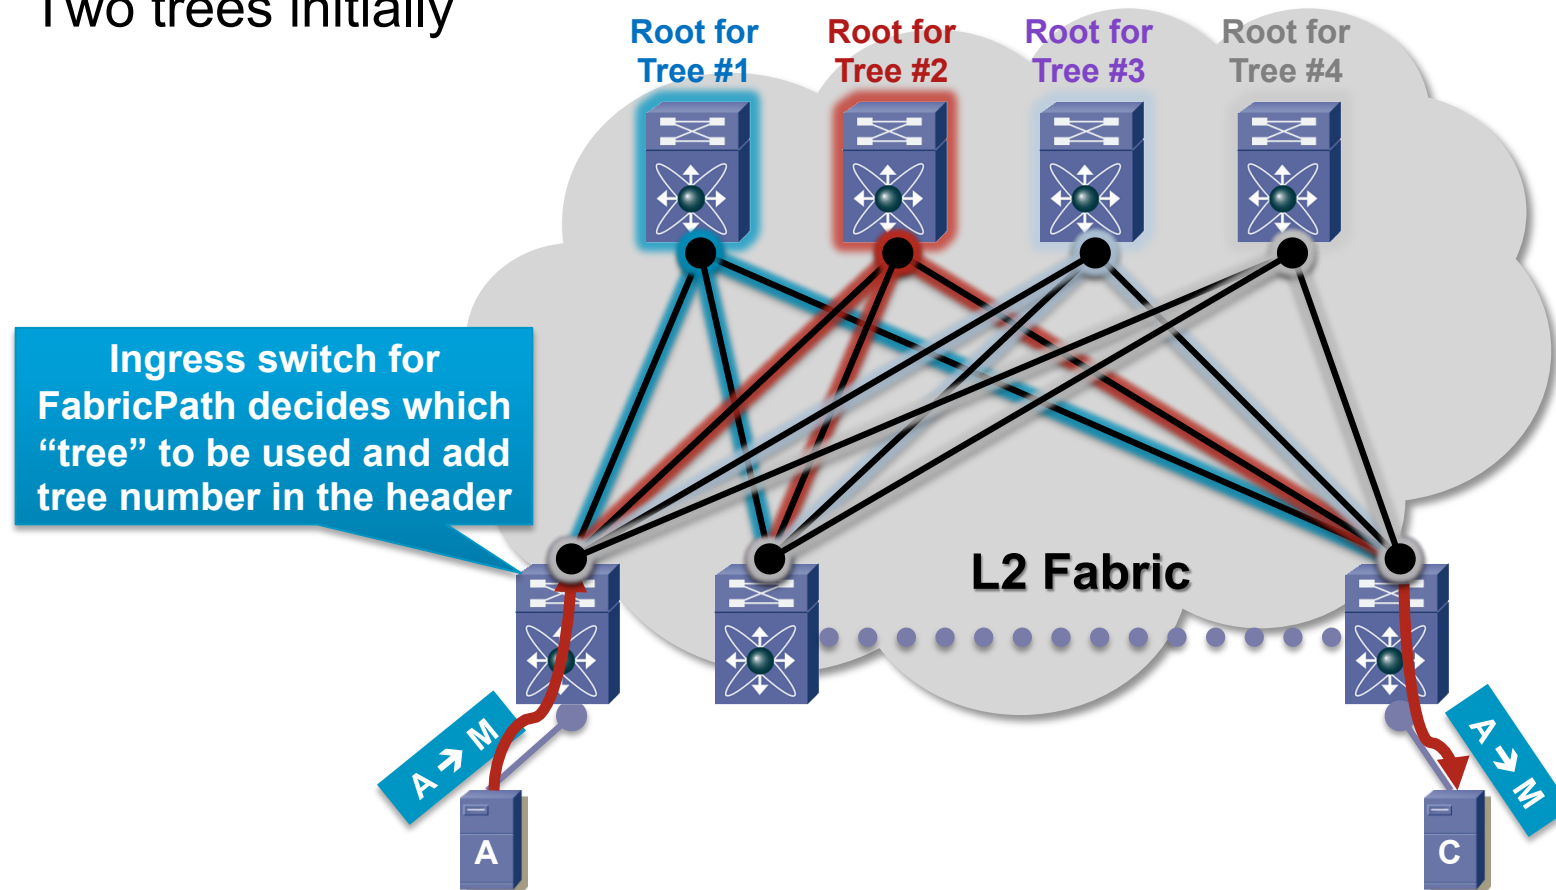 Two trees initially
Root for
Tree #1
Root for
Tree #2
Root for
Tree #3
Root for
Tree #4
Ingress switch for
FabricPath decides which
“tree” to be used and add
tree number in the header
L2 Fabric
A → M
A → M
A
C